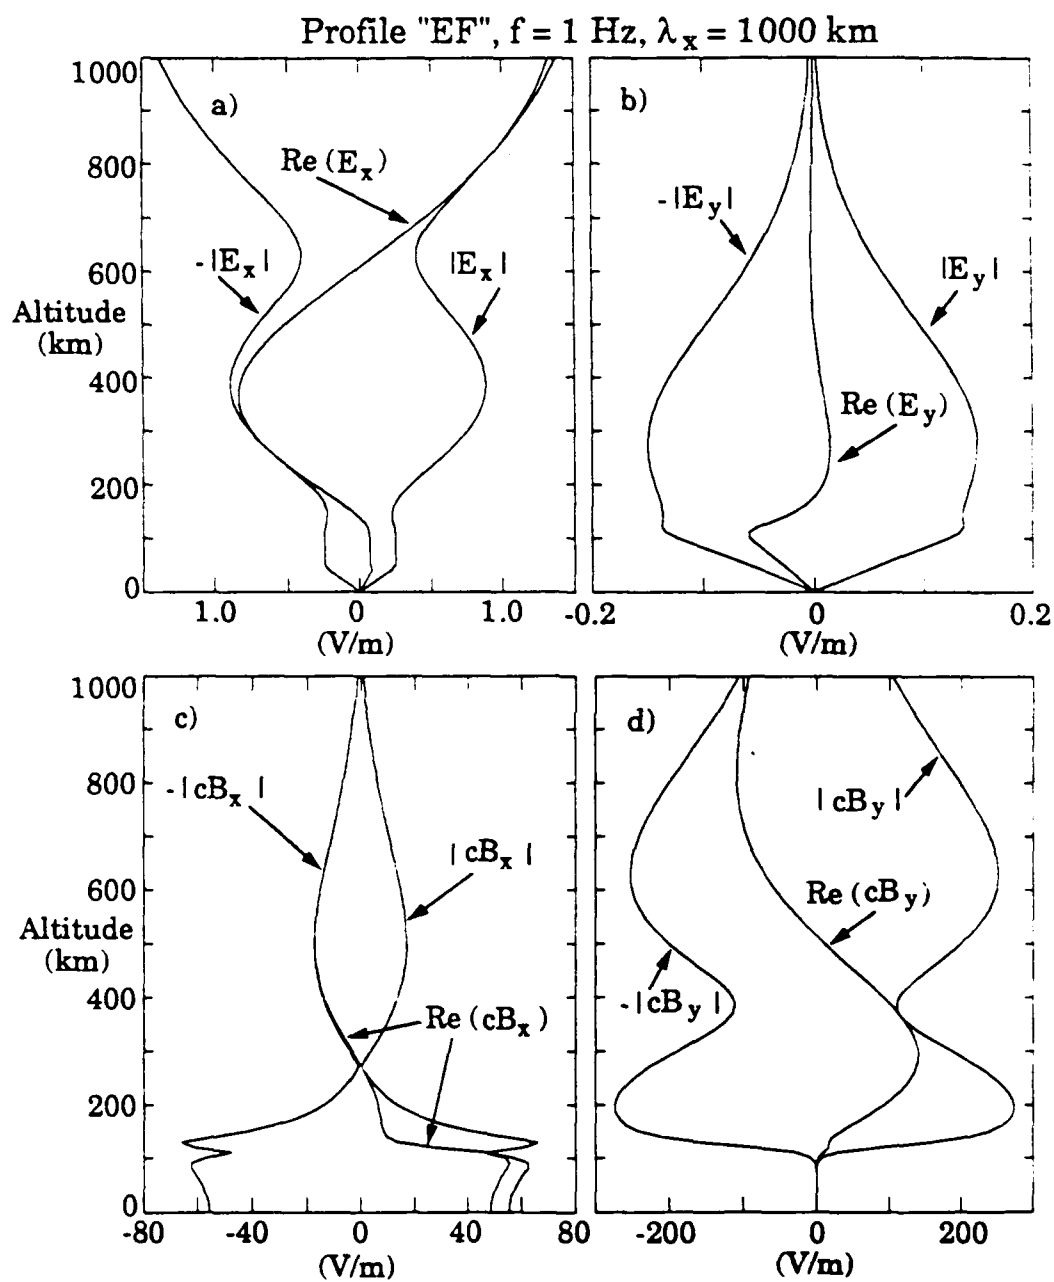 Profile "EF", f = 1 Hz, λx = 1000 km
a)
1000
800
600
400
200
0
Altitude
(km)
Re (Ex)
-|Ex|
|Ex|
1.0 0 1.0
(V/m)
b)
-|Ey|
|Ey|
Re (Ey)
-0.2 0 0.2
(V/m)
c)
1000
800
600
400
200
0
Altitude
(km)
-|cBx|
|cBx|
Re (cBx)
-80 -40 0 40 80
(V/m)
d)
|cBy|
Re (cBy)
-|cBy|
-200 0 200
(V/m)